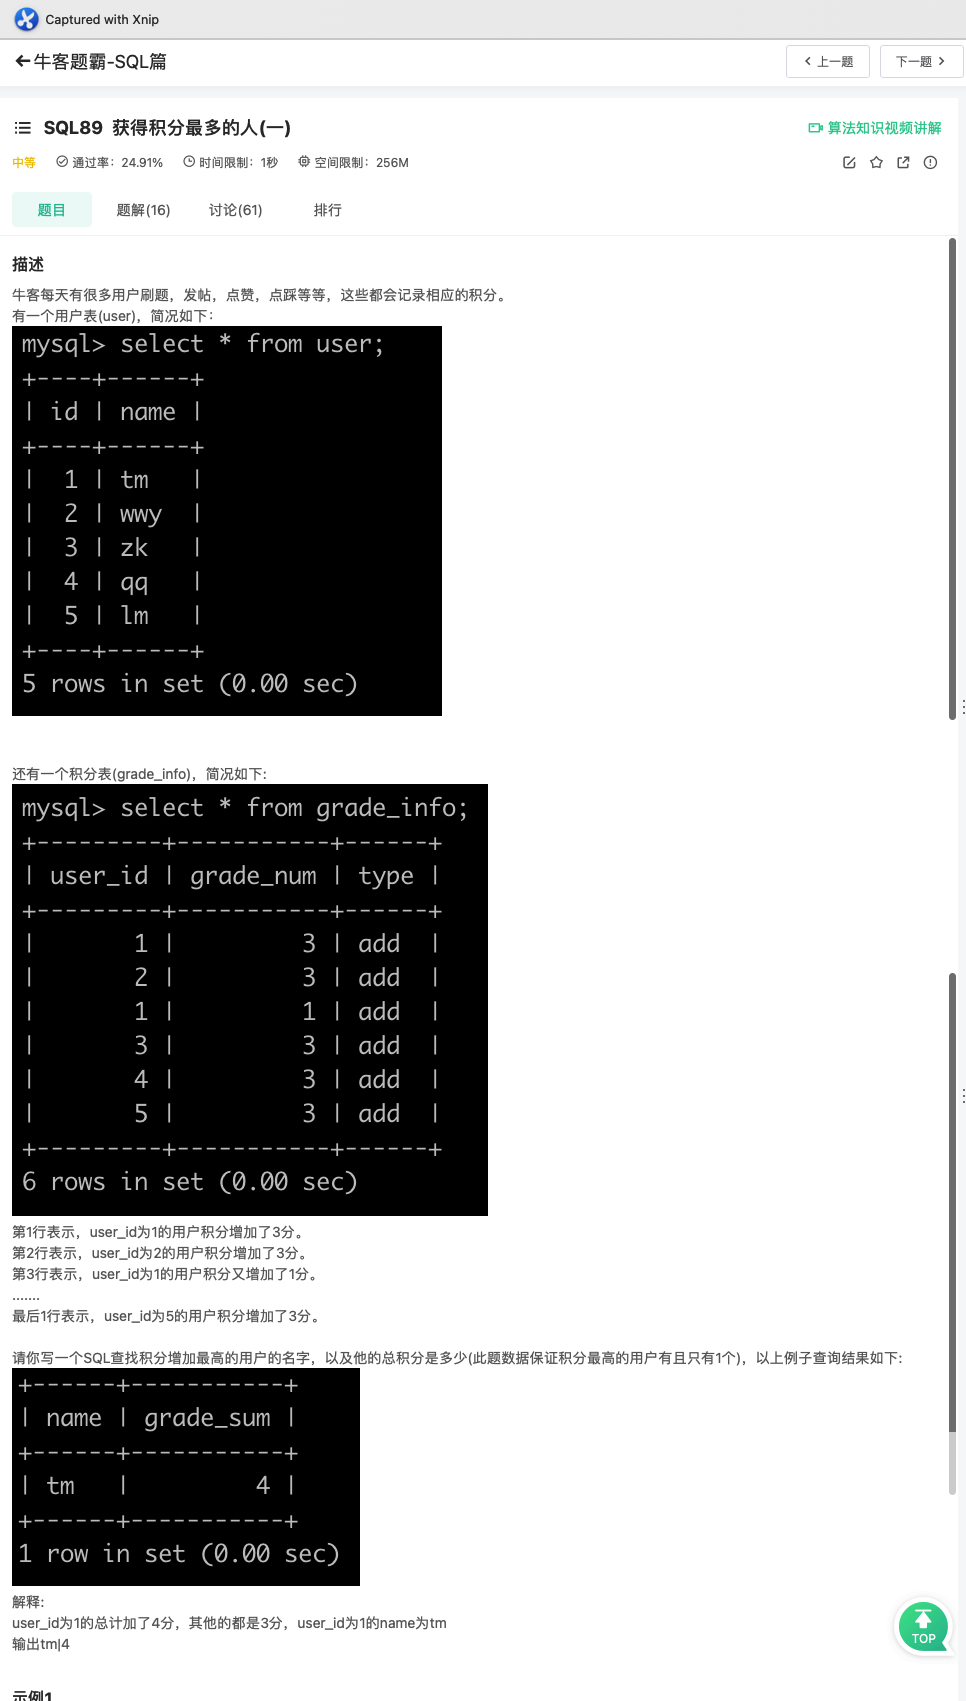 Captured with Xnip
牛客题霸-SQL篇
上一题
下一题
SQL89 获得积分最多的人(一)
算法知识视频讲解
中等 通过率：24.91% 时间限制：1秒 空间限制：256M
题目 题解(16) 讨论(61) 排行
描述
牛客每天有很多用户刷题，发帖，点赞，点踩等等，这些都会记录相应的积分。
有一个用户表(user)，简况如下：
mysql> select * from user;
+----+------+
| id | name |
+----+------+
|  1 | tm   |
|  2 | wwy  |
|  3 | zk   |
|  4 | qq   |
|  5 | lm   |
+----+------+
5 rows in set (0.00 sec)
还有一个积分表(grade_info)，简况如下:
mysql> select * from grade_info;
+---------+-----------+------+
| user_id | grade_num | type |
+---------+-----------+------+
|       1 |         3 | add  |
|       2 |         3 | add  |
|       1 |         1 | add  |
|       3 |         3 | add  |
|       4 |         3 | add  |
|       5 |         3 | add  |
+---------+-----------+------+
6 rows in set (0.00 sec)
第1行表示，user_id为1的用户积分增加了3分。
第2行表示，user_id为2的用户积分增加了3分。
第3行表示，user_id为1的用户积分又增加了1分。
.......
最后1行表示，user_id为5的用户积分增加了3分。
请你写一个SQL查找积分增加最高的用户的名字，以及他的总积分是多少(此题数据保证积分最高的用户有且只有1个)，以上例子查询结果如下:
+------+-----------+
| name | grade_sum |
+------+-----------+
| tm   |         4 |
+------+-----------+
1 row in set (0.00 sec)
解释:
user_id为1的总计加了4分，其他的都是3分，user_id为1的name为tm
输出tm|4
TOP
示例1